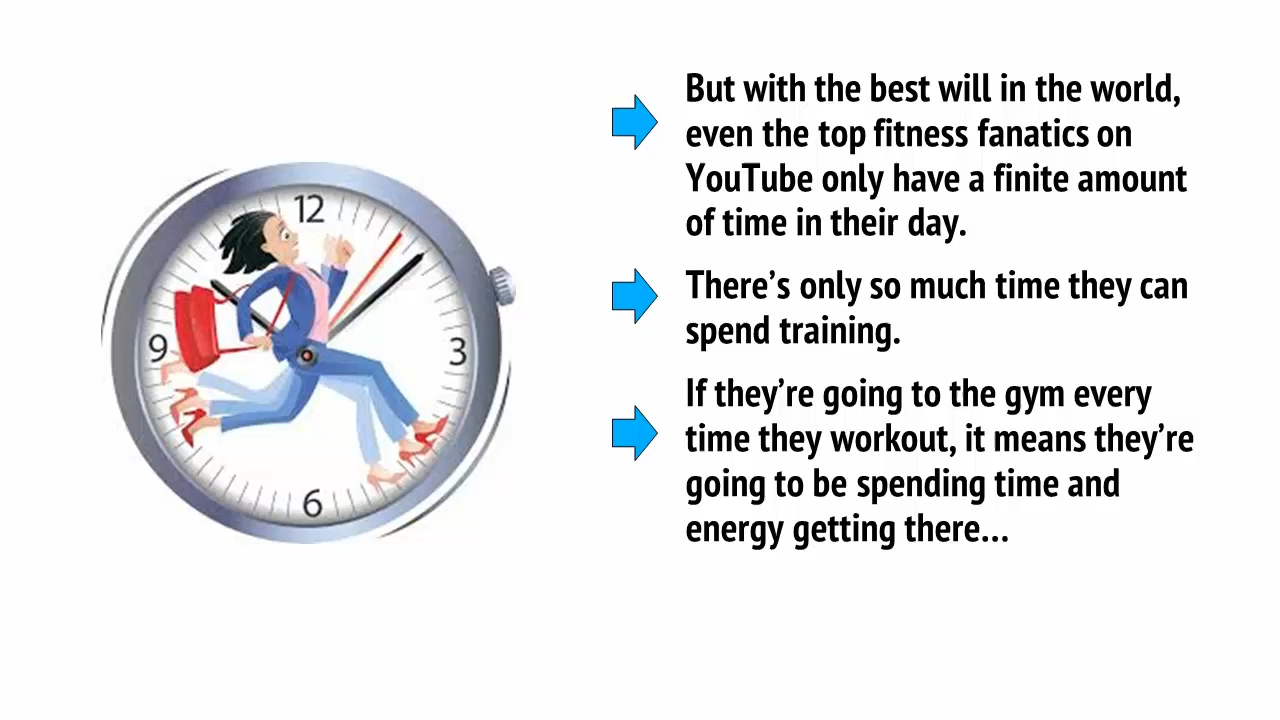 12
9
3
6
But with the best will in the world,
even the top fitness fanatics on
YouTube only have a finite amount
of time in their day.
There's only so much time they can
spend training.
If they're going to the gym every
time they workout, it means they're
going to be spending time and
energy getting there...